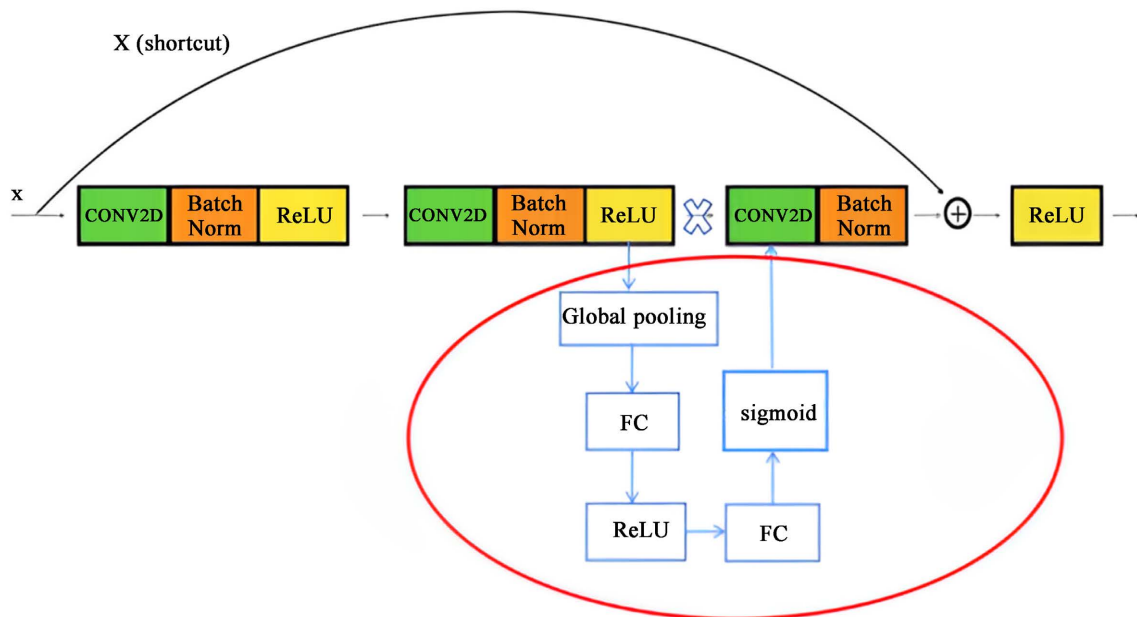 X (shortcut)
x
CONV2D
Batch
Norm
ReLU
CONV2D
Batch
Norm
ReLU
CONV2D
Batch
Norm
ReLU
Global pooling
FC
sigmoid
ReLU
FC